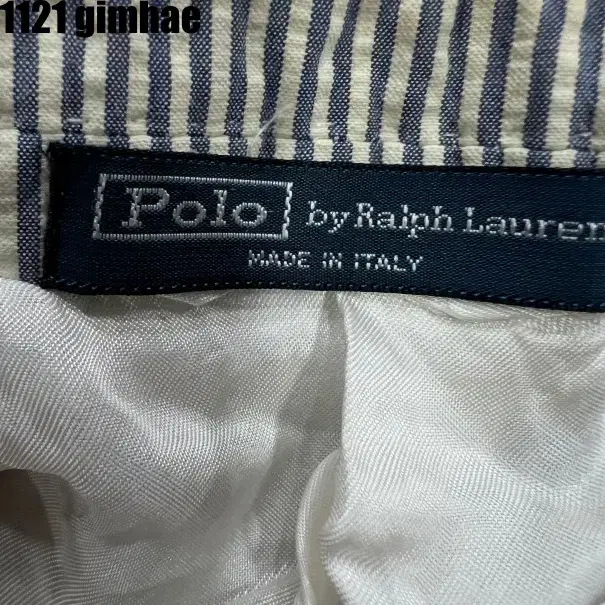 1121 gimhae
Polo by Ralph Lauren
MADE IN ITALY